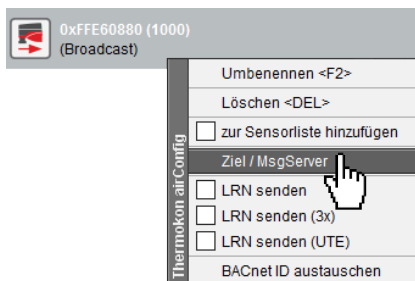 0xFFE60880 (1000)
(Broadcast)
Umbenennen <F2>
Löschen <DEL>
zur Sensorliste hinzufügen
Ziel / MsgServer
LRN senden
LRN senden (3x)
LRN senden (UTE)
BACnet ID austauschen
Thermokon airConfig